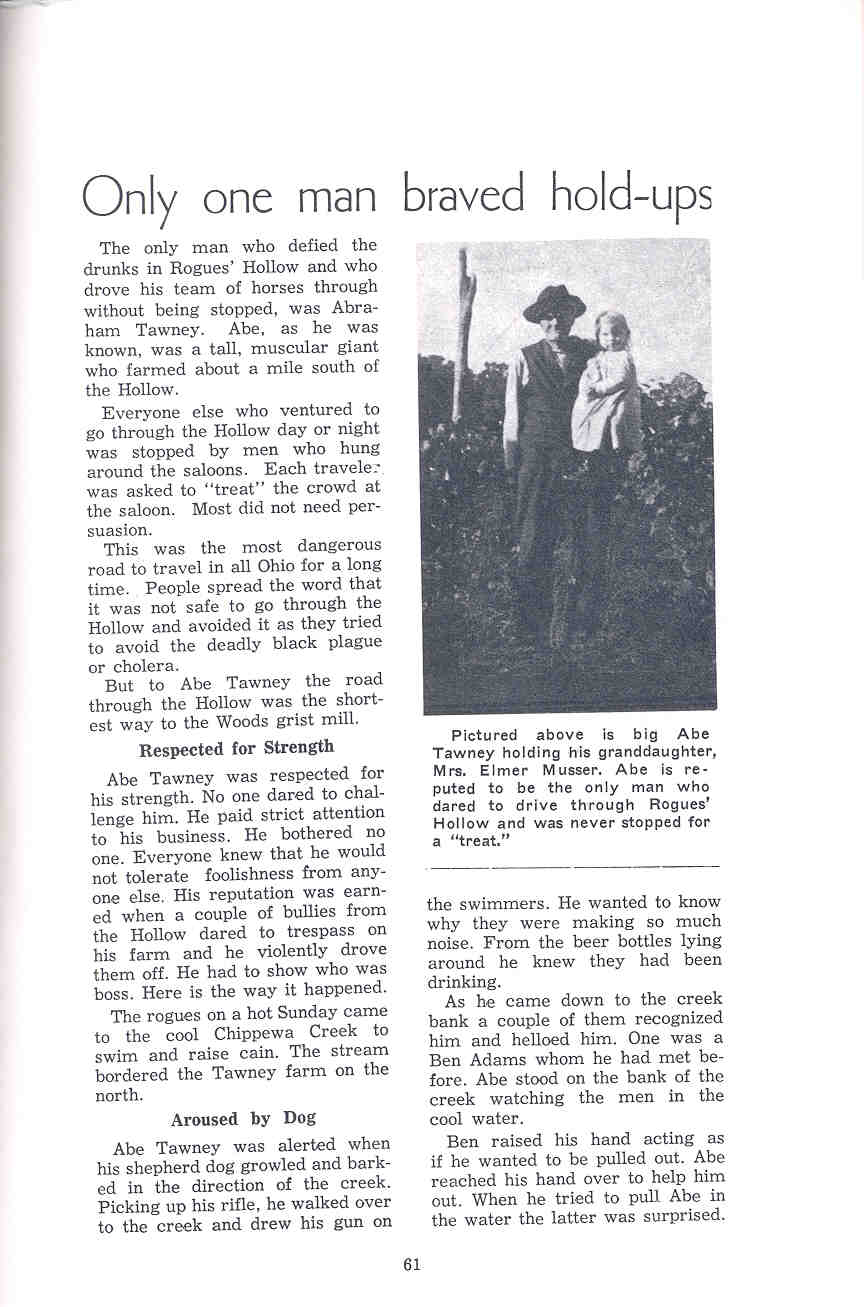 Only one man braved hold-ups
The only man who defied the
drunks in Rogues' Hollow and who
drove his team of horses through
without being stopped, was Abra-
ham Tawney. Abe, as he was
known, was a tall, muscular giant
who farmed about a mile south of
the Hollow.
Everyone else who ventured to
go through the Hollow day or night
was stopped by men who hung
around the saloons. Each traveler
was asked to "treat" the crowd at
the saloon. Most did not need per-
suasion.
This was the most dangerous
road to travel in all Ohio for a long
time. People spread the word that
it was not safe to go through the
Hollow and avoided it as they tried
to avoid the deadly black plague
or cholera.
But to Abe Tawney the road
through the Hollow was the short-
est way to the Woods grist mill.
Respected for Strength
Abe Tawney was respected for
his strength. No one dared to chal-
lenge him. He paid strict attention
to his business. He bothered no
one. Everyone knew that he would
not tolerate foolishness from any-
one else. His reputation was earn-
ed when a couple of bullies from
the Hollow dared to trespass on
his farm and he violently drove
them off. He had to show who was
boss. Here is the way it happened.
The rogues on a hot Sunday came
to the cool Chippewa Creek to
swim and raise cain. The stream
bordered the Tawney farm on the
north.
Aroused by Dog
Abe Tawney was alerted when
his shepherd dog growled and bark-
ed in the direction of the creek.
Picking up his rifle, he walked over
to the creek and drew his gun on
Pictured above is big Abe
Tawney holding his granddaughter,
Mrs. Elmer Musser. Abe is re-
puted to be the only man who
dared to drive through Rogues'
Hollow and was never stopped for
a "treat."
the swimmers. He wanted to know
why they were making so much
noise. From the beer bottles lying
around he knew they had been
drinking.
As he came down to the creek
bank a couple of them recognized
him and helloed him. One was a
Ben Adams whom he had met be-
fore. Abe stood on the bank of the
creek watching the men in the
cool water.
Ben raised his hand acting as
if he wanted to be pulled out. Abe
reached his hand over to help him
out. When he tried to pull Abe in
the water the latter was surprised.
61